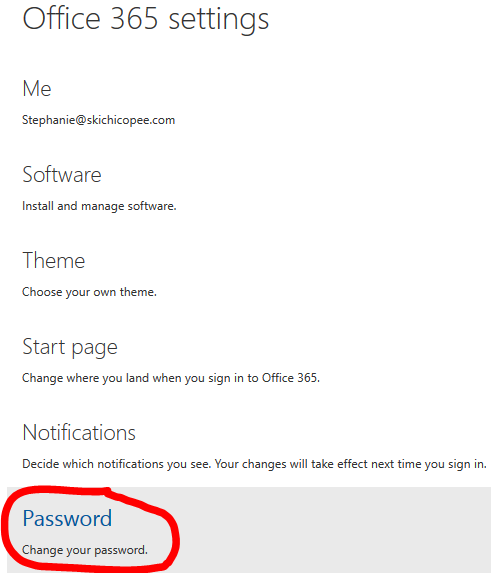 Office 365 settings
Me
Stephanie@skichicopee.com
Software
Install and manage software.
Theme
Choose your own theme.
Start page
Change where you land when you sign in to Office 365.
Notifications
Decide which notifications you see. Your changes will take effect next time you sign in.
Password
Change your password.